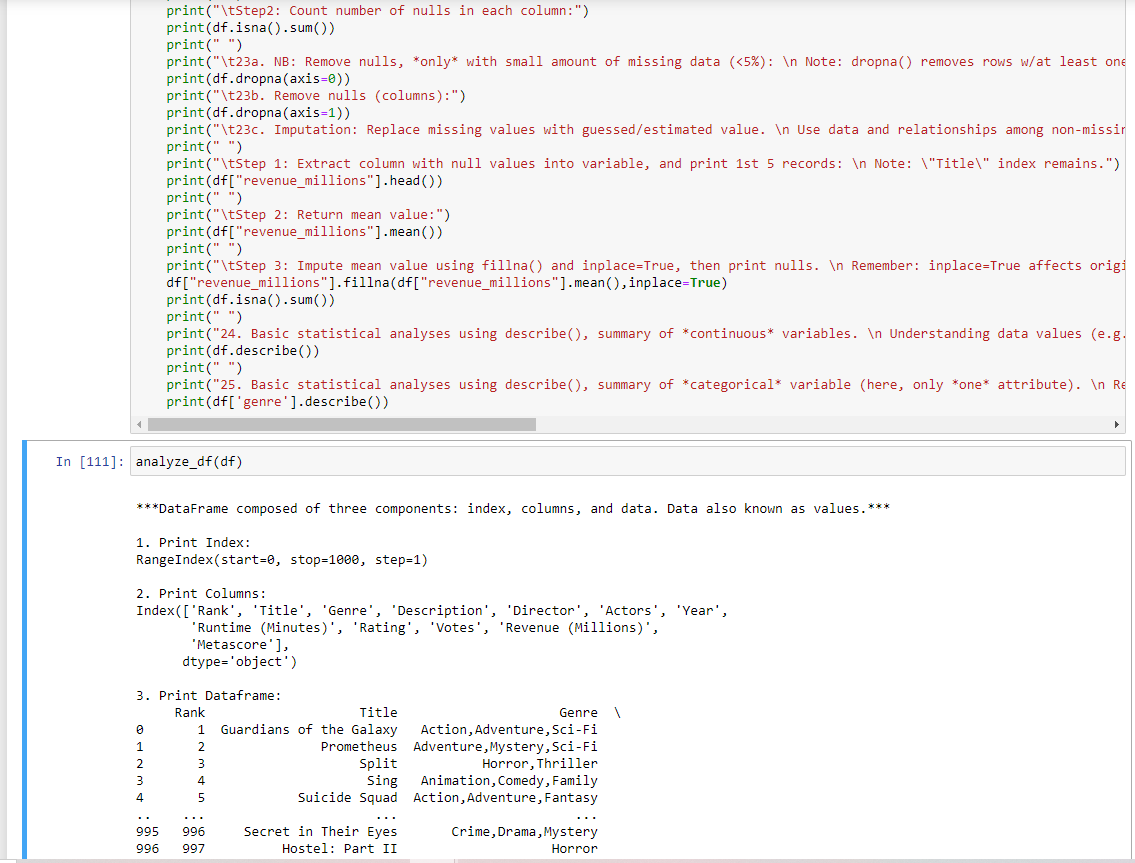 print("\tStep2: Count number of nulls in each column:")
print(df.isna().sum())
print(" ")
print("\t23a. NB: Remove nulls, *only* with small amount of missing data (<5%): \n Note: dropna() removes rows w/at least one
print(df.dropna(axis=0))
print("\t23b. Remove nulls (columns):")
print(df.dropna(axis=1))
print("\t23c. Imputation: Replace missing values with guessed/estimated value. \n Use data and relationships among non-missin
print(" ")
print("\tStep 1: Extract column with null values into variable, and print 1st 5 records: \n Note: \"Title\" index remains.")
print(df["revenue_millions"].head())
print(" ")
print("\tStep 2: Return mean value:")
print(df["revenue_millions"].mean())
print(" ")
print("\tStep 3: Impute mean value using fillna() and inplace=True, then print nulls. \n Remember: inplace=True affects origi
df["revenue_millions"].fillna(df["revenue_millions"].mean(),inplace=True)
print(df.isna().sum())
print(" ")
print("24. Basic statistical analyses using describe(), summary of *continuous* variables. \n Understanding data values (e.g.
print(df.describe())
print(" ")
print("25. Basic statistical analyses using describe(), summary of *categorical* variable (here, only *one* attribute). \n Re
print(df['genre'].describe())
In [111]: analyze_df(df)
***DataFrame composed of three components: index, columns, and data. Data also known as values.***
1. Print Index:
RangeIndex(start=0, stop=1000, step=1)
2. Print Columns:
Index(['Rank', 'Title', 'Genre', 'Description', 'Director', 'Actors', 'Year',
'Runtime (Minutes)', 'Rating', 'Votes', 'Revenue (Millions)',
'Metascore'],
dtype='object')
3. Print Dataframe:
Rank Title Genre \
0 1 Guardians of the Galaxy Action,Adventure,Sci-Fi
1 2 Prometheus Adventure,Mystery,Sci-Fi
2 3 Split Horror,Thriller
3 4 Sing Animation,Comedy,Family
4 5 Suicide Squad Action,Adventure,Fantasy
.. ... ... ...
995 996 Secret in Their Eyes Crime,Drama,Mystery
996 997 Hostel: Part II Horror